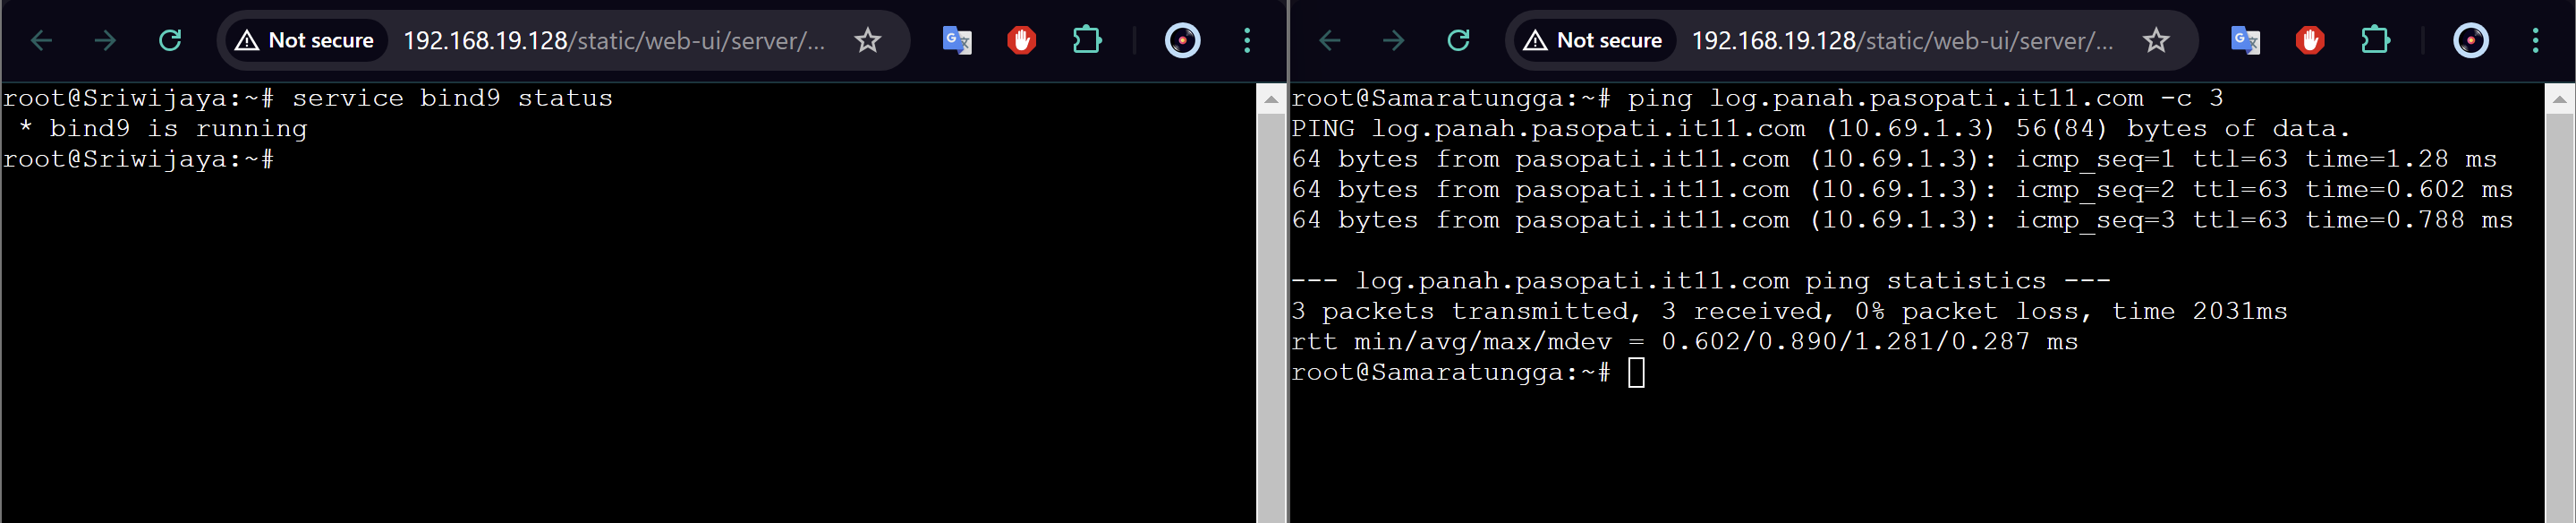 Not secure 192.168.19.128/static/web-ui/server/...
root@Sriwijaya:~# service bind9 status
 * bind9 is running
root@Sriwijaya:~#
Not secure 192.168.19.128/static/web-ui/server/...
root@Samaratungga:~# ping log.panah.pasopati.it11.com -c 3
PING log.panah.pasopati.it11.com (10.69.1.3) 56(84) bytes of data.
64 bytes from pasopati.it11.com (10.69.1.3): icmp_seq=1 ttl=63 time=1.28 ms
64 bytes from pasopati.it11.com (10.69.1.3): icmp_seq=2 ttl=63 time=0.602 ms
64 bytes from pasopati.it11.com (10.69.1.3): icmp_seq=3 ttl=63 time=0.788 ms
--- log.panah.pasopati.it11.com ping statistics ---
3 packets transmitted, 3 received, 0% packet loss, time 2031ms
rtt min/avg/max/mdev = 0.602/0.890/1.281/0.287 ms
root@Samaratungga:~#